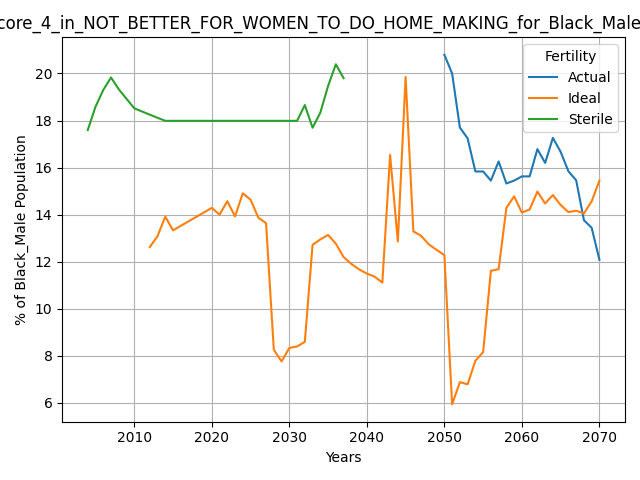 core_4_in_NOT_BETTER_FOR_WOMEN_TO_DO_HOME_MAKING_for_Black_Male
Fertility
Actual
Ideal
Sterile
% of Black_Male Population
20
18
16
14
12
10
8
6
2010 2020 2030 2040 2050 2060 2070
Years